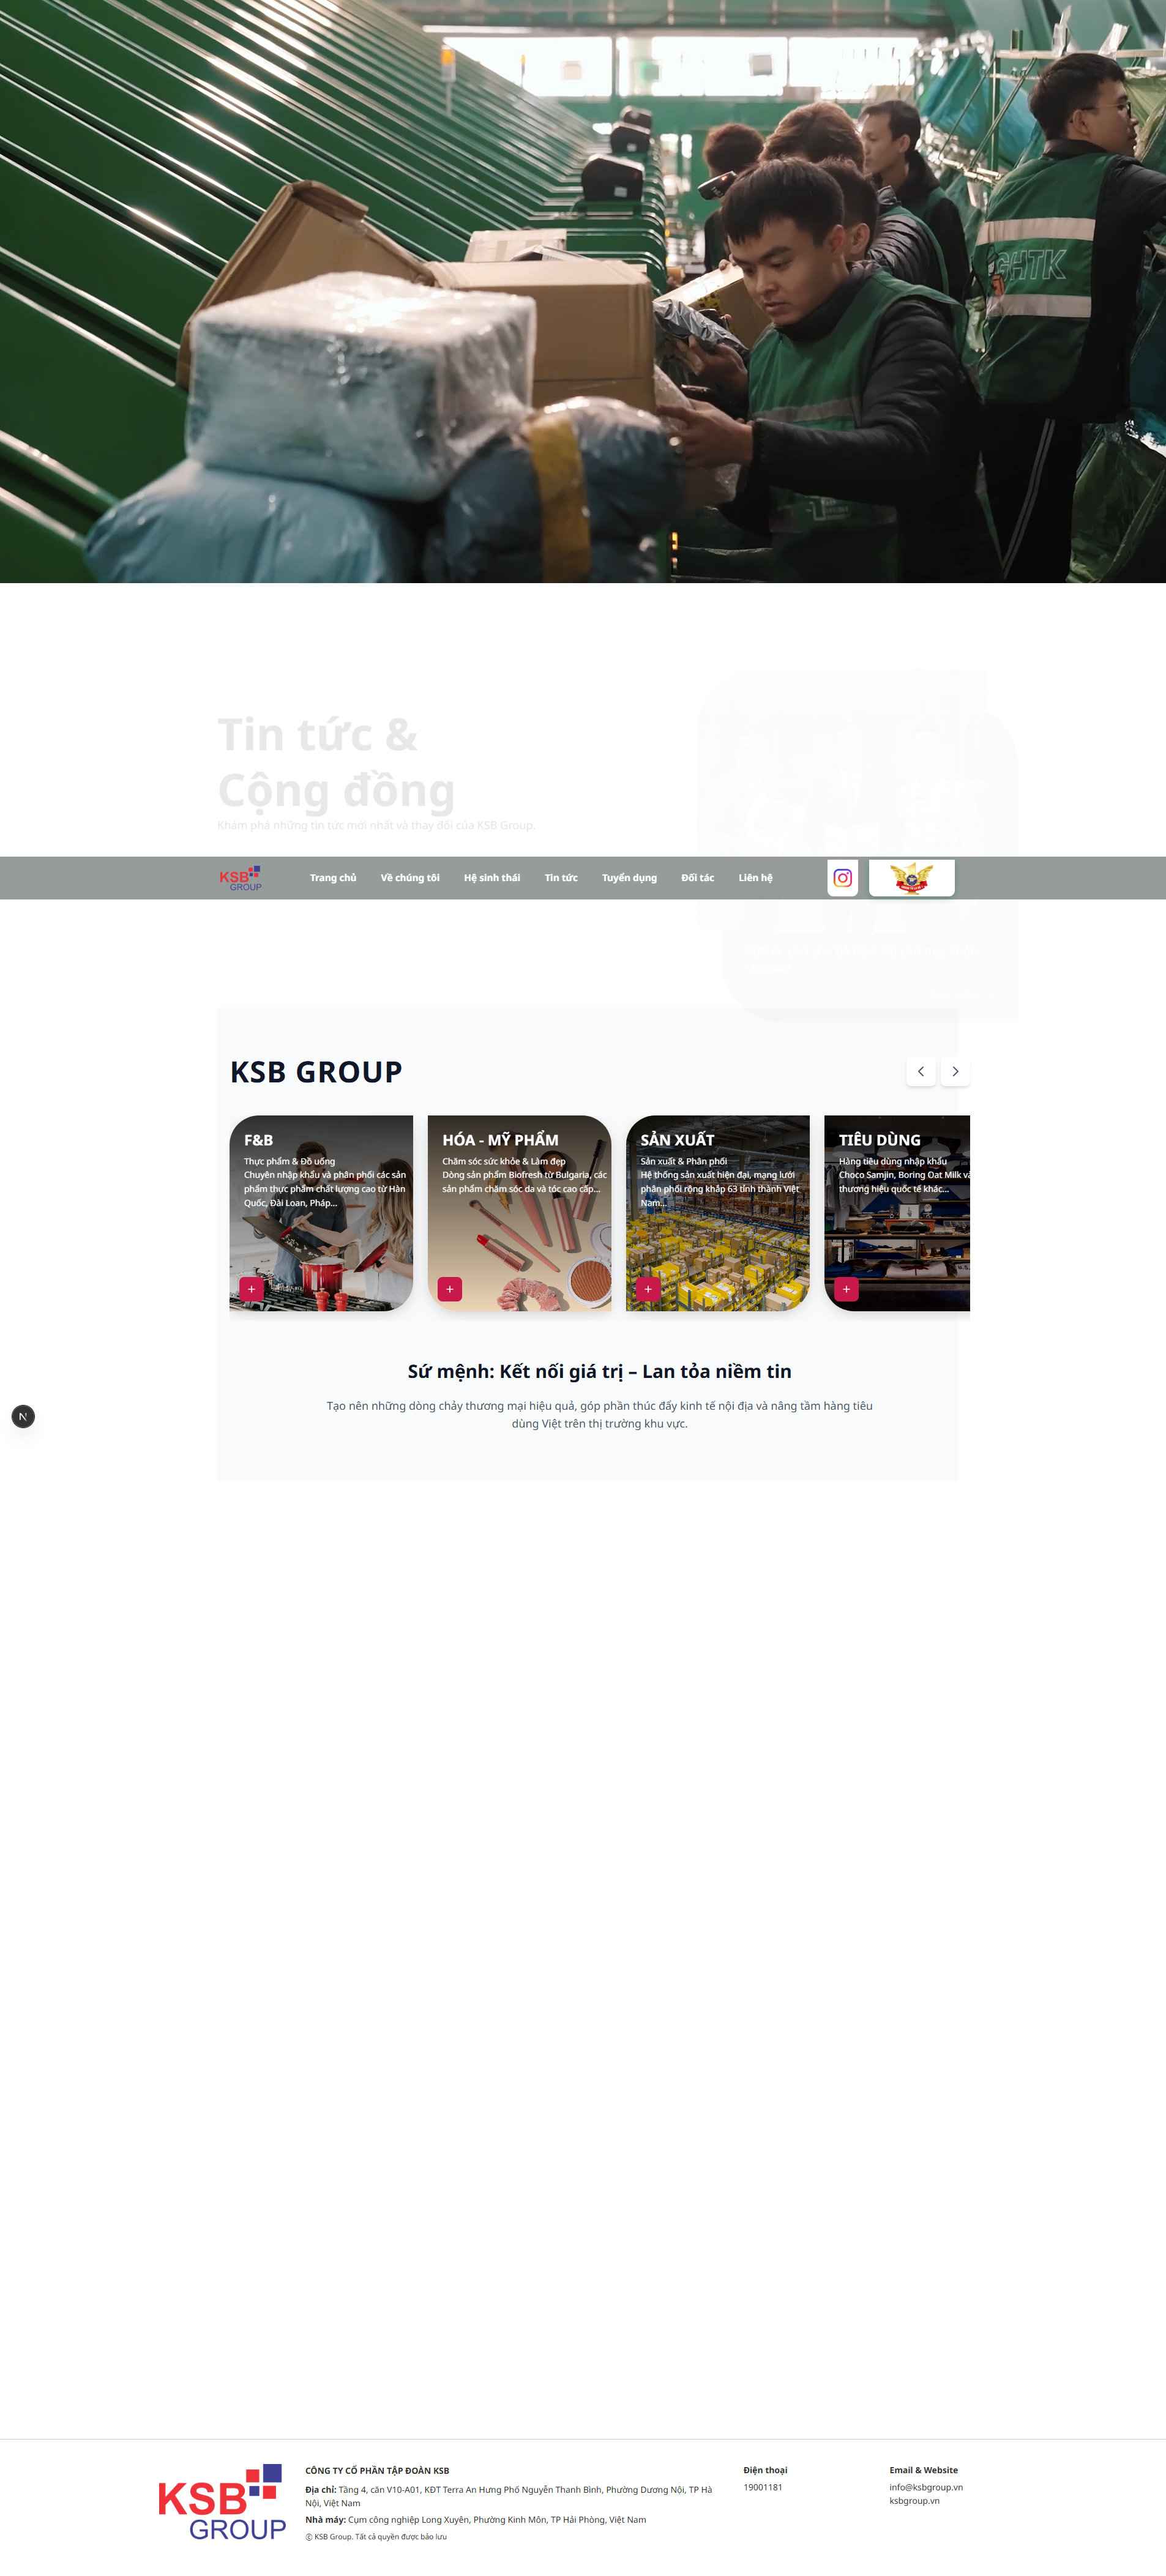 GHTK
Tin tức &
Cộng đồng
Khám phá những tin tức mới nhất và thay đổi của KSB Group.
KSB
GROUP
Trang chủ
Về chúng tôi
Hệ sinh thái
Tin tức
Tuyển dụng
Đối tác
Liên hệ
KSB GROUP
F&B
Thực phẩm & Đồ uống
Chuyên nhập khẩu và phân phối các sản
phẩm thực phẩm chất lượng cao từ Hàn
Quốc, Đài Loan, Pháp...
HÓA - MỸ PHẨM
Chăm sóc sức khỏe & Làm đẹp
Dòng sản phẩm Biofresh từ Bulgaria, các
sản phẩm chăm sóc da và tóc cao cấp...
SẢN XUẤT
Sản xuất & Phân phối
Hệ thống sản xuất hiện đại, mạng lưới
phân phối rộng khắp 63 tỉnh thành Việt
Nam...
TIÊU DÙNG
Hàng tiêu dùng nhập khẩu
Choco Samjin, Boring Oat Milk và
thương hiệu quốc tế khác...
Sứ mệnh: Kết nối giá trị – Lan tỏa niềm tin
Tạo nên những dòng chảy thương mại hiệu quả, góp phần thúc đẩy kinh tế nội địa và nâng tầm hàng tiêu
dùng Việt trên thị trường khu vực.
N
KSB
GROUP
CÔNG TY CỔ PHẦN TẬP ĐOÀN KSB
Địa chỉ: Tầng 4, căn V10-A01, KĐT Terra An Hưng Phố Nguyễn Thanh Bình, Phường Dương Nội, TP Hà
Nội, Việt Nam
Nhà máy: Cụm công nghiệp Long Xuyên, Phường Kinh Môn, TP Hải Phòng, Việt Nam
© KSB Group. Tất cả quyền được bảo lưu
Điện thoại
19001181
Email & Website
info@ksbgroup.vn
ksbgroup.vn